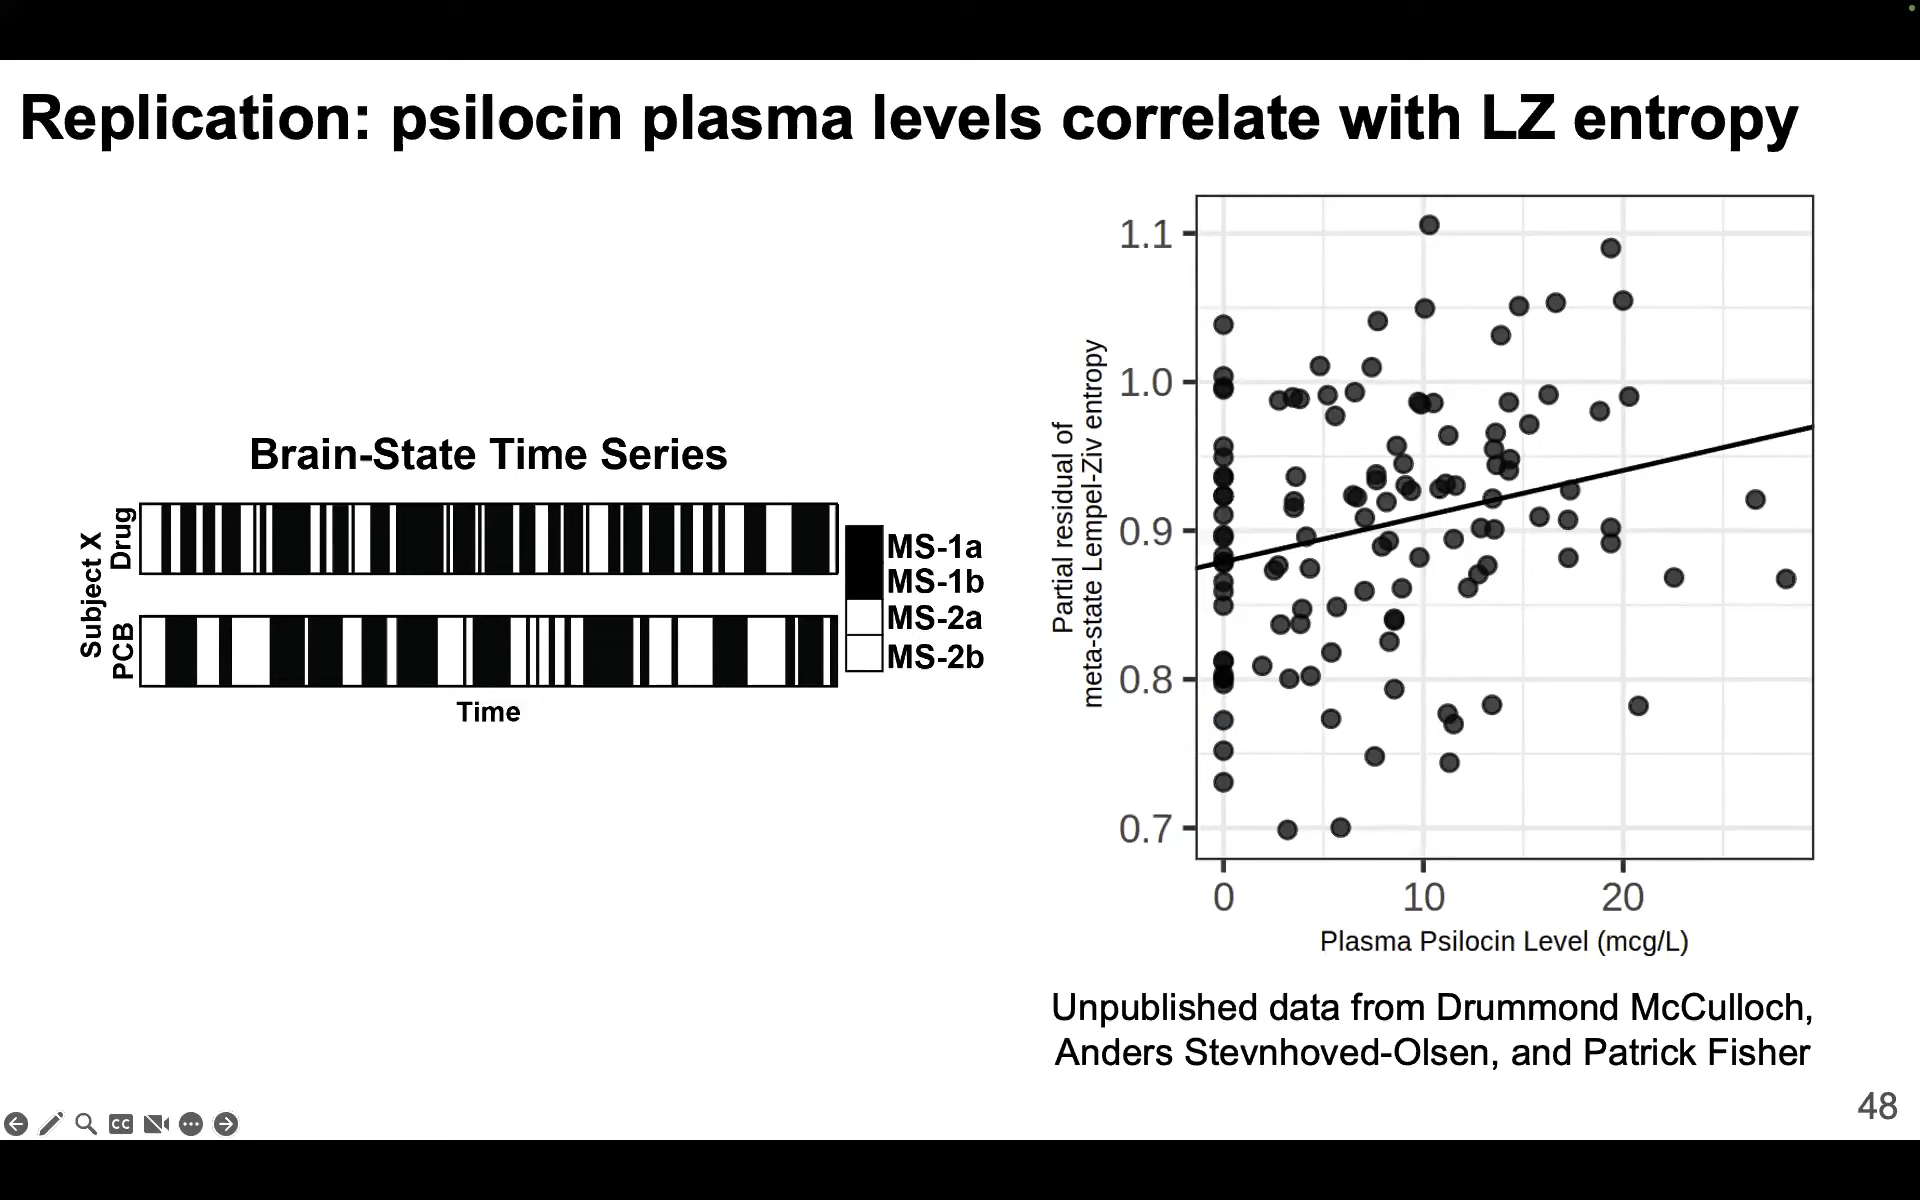 Replication: psilocin plasma levels correlate with LZ entropy
Brain-State Time Series
Subject X
Drug
PCB
MS-1a
MS-1b
MS-2a
MS-2b
Time
Partial residual of
meta-state Lempel-Ziv entropy
1.1
1.0
0.9
0.8
0.7
0 10 20
Plasma Psilocin Level (mcg/L)
Unpublished data from Drummond McCulloch,
Anders Stevnhoved-Olsen, and Patrick Fisher
48
CC